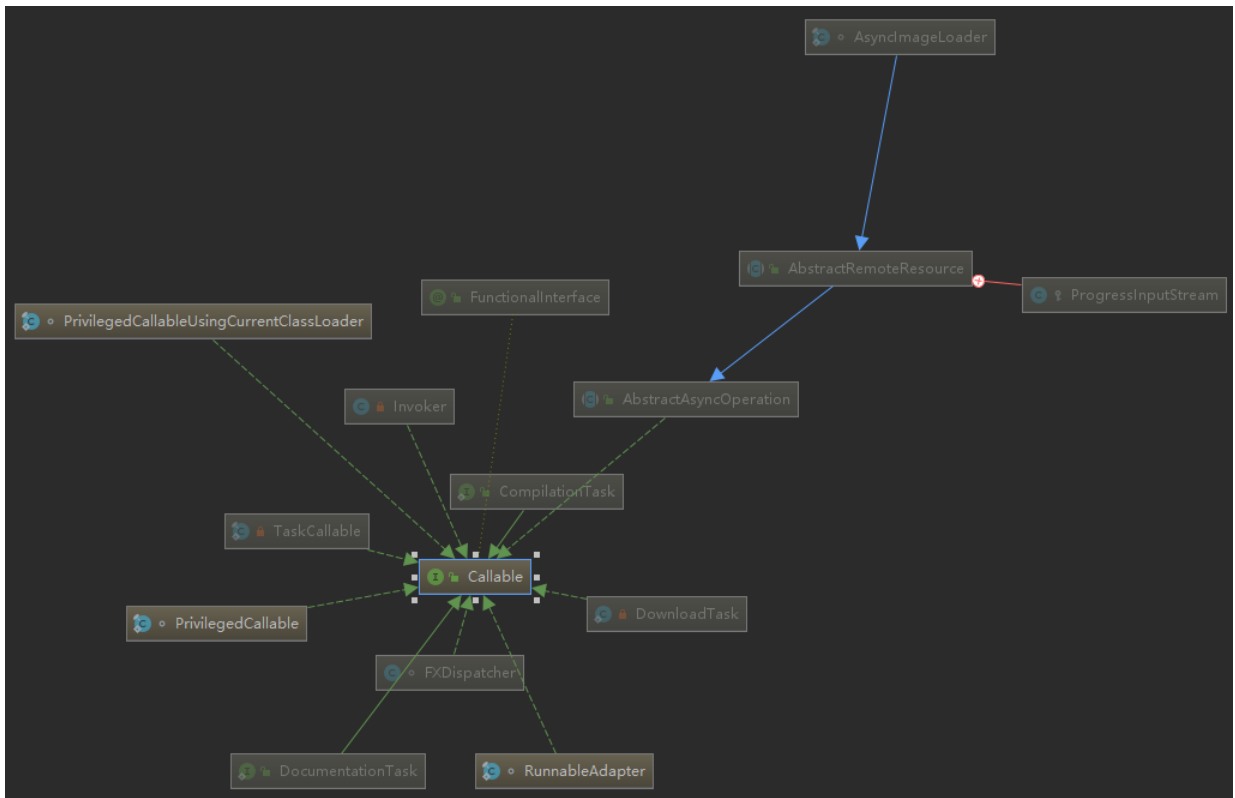 AsyncImageLoader
AbstractRemoteResource
ProgressInputStream
FunctionalInterface
PrivilegedCallableUsingCurrentClassLoader
AbstractAsyncOperation
Invoker
CompilationTask
TaskCallable
Callable
DownloadTask
PrivilegedCallable
FXDispatcher
DocumentationTask
RunnableAdapter